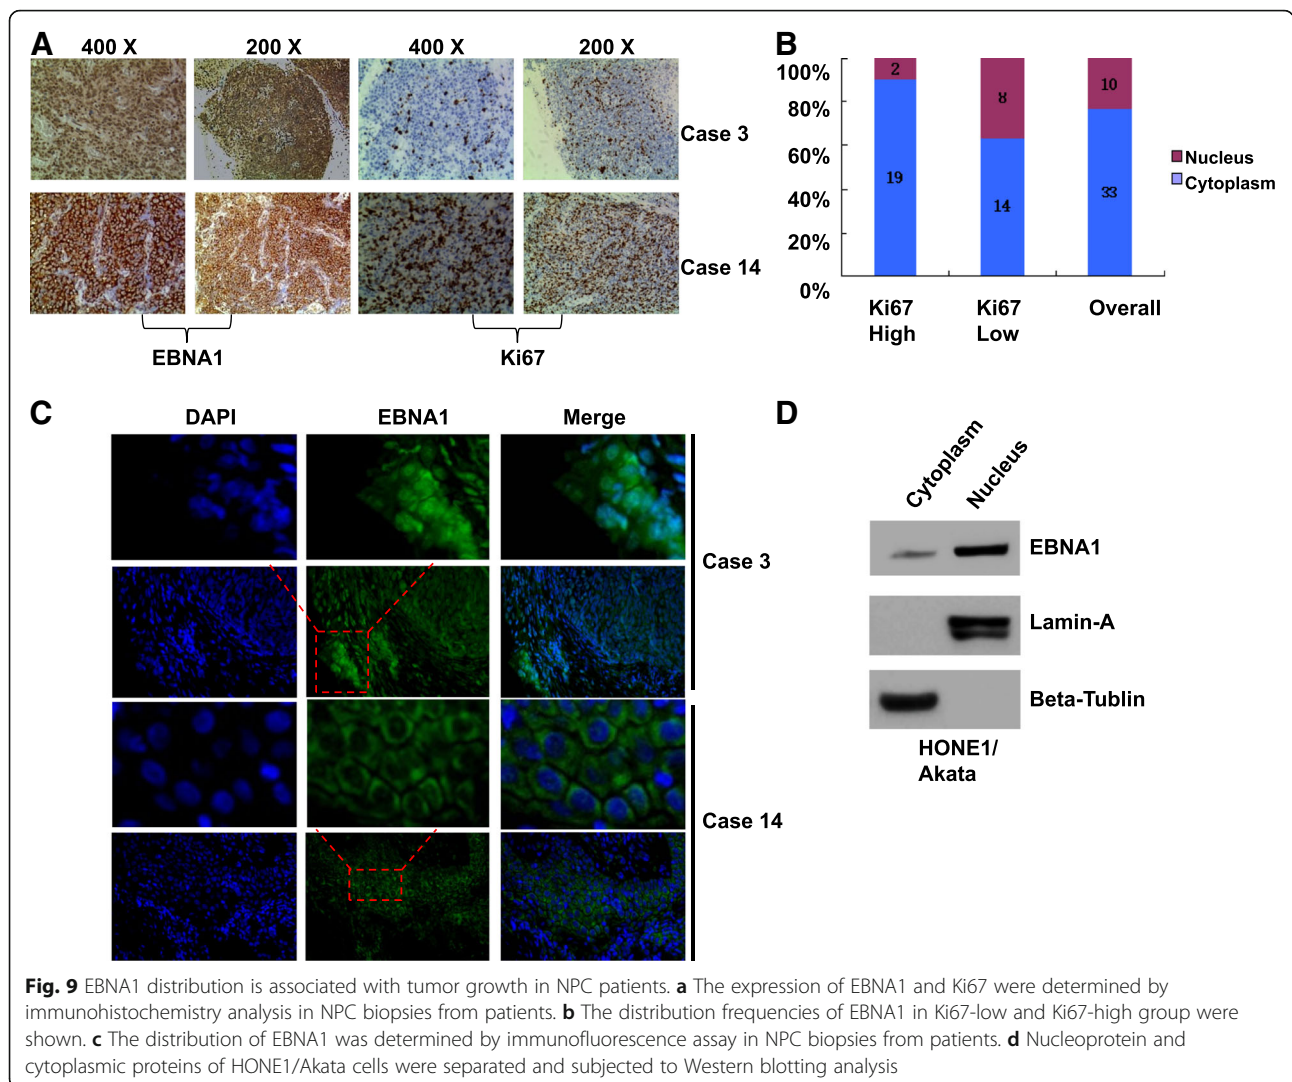 A
400 X
200 X
400 X
200 X
Case 3
Case 14
EBNA1
Ki67
B
100%
80%
60%
40%
20%
0%
2
19
8
14
10
33
Nucleus
Cytoplasm
Ki67 High
Ki67 Low
Overall
C
DAPI
EBNA1
Merge
Case 3
Case 14
D
Cytoplasm
Nucleus
EBNA1
Lamin-A
Beta-Tublin
HONE1/
Akata
Fig. 9 EBNA1 distribution is associated with tumor growth in NPC patients. a The expression of EBNA1 and Ki67 were determined by
immunohistochemistry analysis in NPC biopsies from patients. b The distribution frequencies of EBNA1 in Ki67-low and Ki67-high group were
shown. c The distribution of EBNA1 was determined by immunofluorescence assay in NPC biopsies from patients. d Nucleoprotein and
cytoplasmic proteins of HONE1/Akata cells were separated and subjected to Western blotting analysis